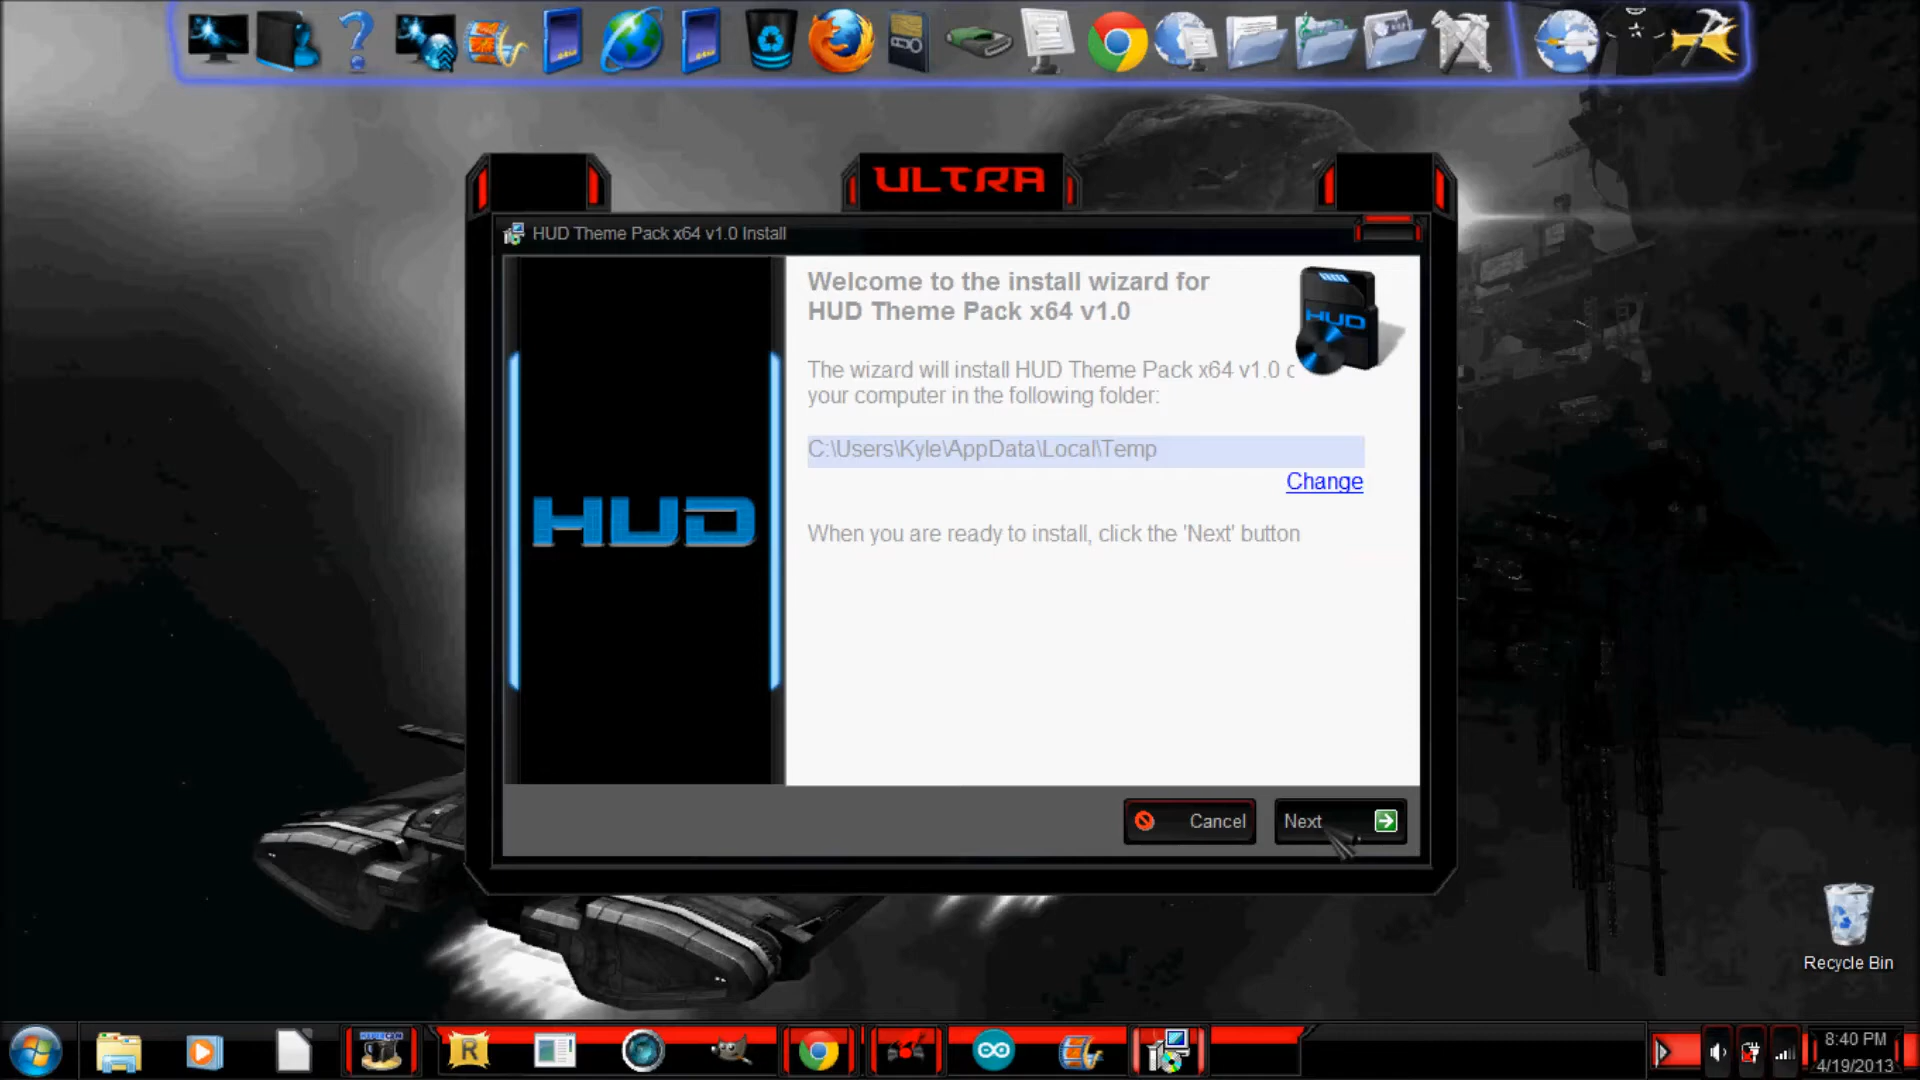 ULTRA
HUD Theme Pack x64 v1.0 Install
Welcome to the install wizard for
HUD Theme Pack x64 v1.0
HUD
The wizard will install HUD Theme Pack x64 v1.0 o
your computer in the following folder:
C:\Users\Kyle\AppData\Local\Temp
Change
HUD
When you are ready to install, click the 'Next' button
Cancel
Next
Recycle Bin
R
8:40 PM
4/19/2013